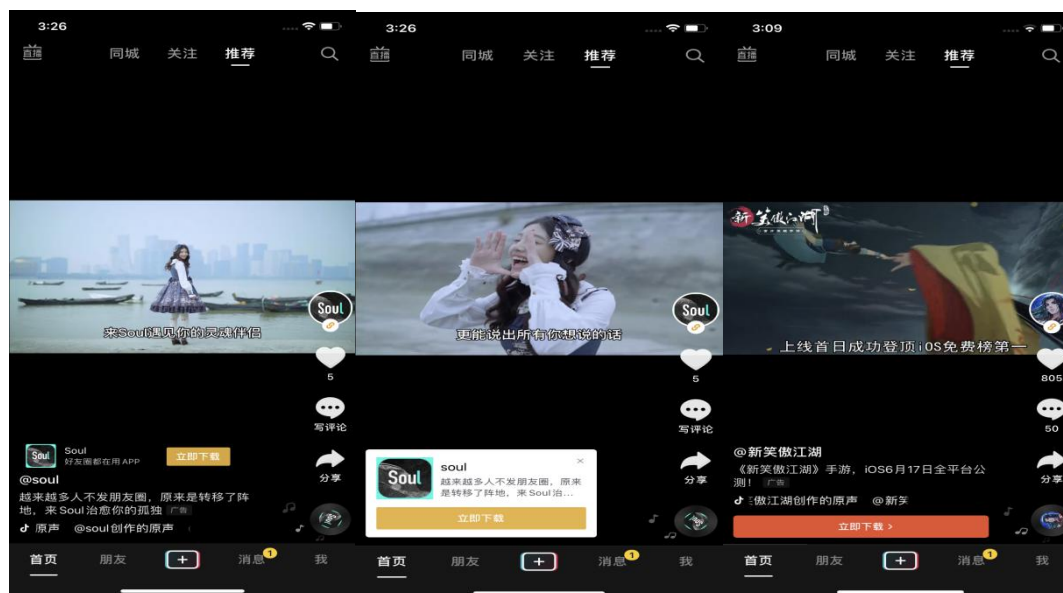 3:26
直播
同城
关注
推荐
来Soul遇见你的灵魂伴侣
Soul
5
写评论
Soul
Soul
好友圈都在用APP
立即下载
分享
@soul
越来越多人不发朋友圈，原来是转移了阵
地，来Soul治愈你的孤独 广告
原声 @soul创作的原声
首页
朋友
消息
1
我
3:26
直播
同城
关注
推荐
更能说出所有你想说的话
Soul
5
写评论
Soul
soul
越来越多人不发朋友圈，原来
是转移了阵地，来Soul治...
立即下载
分享
首页
朋友
消息
1
我
3:09
直播
同城
关注
推荐
新笑傲江湖
上线首日成功登顶iOS免费榜第一
805
50
@新笑傲江湖
《新笑傲江湖》手游，iOS6月17日全平台公
测！ 广告
分享
傲江湖创作的原声 @新笑
立即下载 >
首页
朋友
消息
1
我